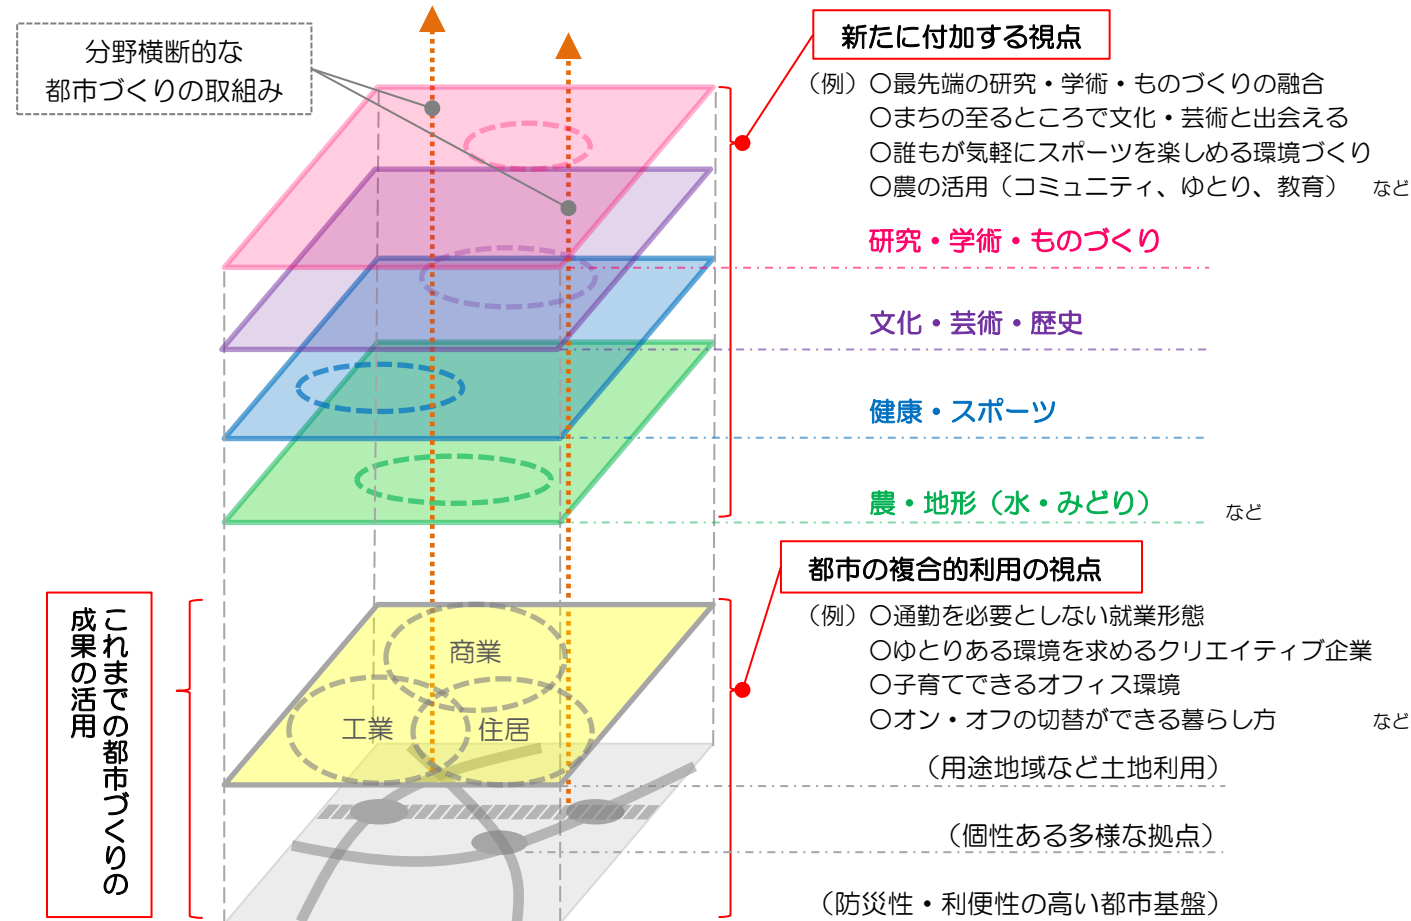 分野横断的な
都市づくりの取組み
新たに付加する視点
（例）〇最先端の研究・学術・ものづくりの融合
〇まちの至るところで文化・芸術と出会える
〇誰もが気軽にスポーツを楽しめる環境づくり
〇農の活用（コミュニティ、ゆとり、教育） など
研究・学術・ものづくり
文化・芸術・歴史
健康・スポーツ
農・地形（水・みどり） など
都市の複合的利用の視点
（例）〇通勤を必要としない就業形態
〇ゆとりある環境を求めるクリエイティブ企業
〇子育てできるオフィス環境
〇オン・オフの切替ができる暮らし方 など
これまでの都市づくりの
成果の活用
商業
工業
住居
（用途地域など土地利用）
（個性ある多様な拠点）
（防災性・利便性の高い都市基盤）